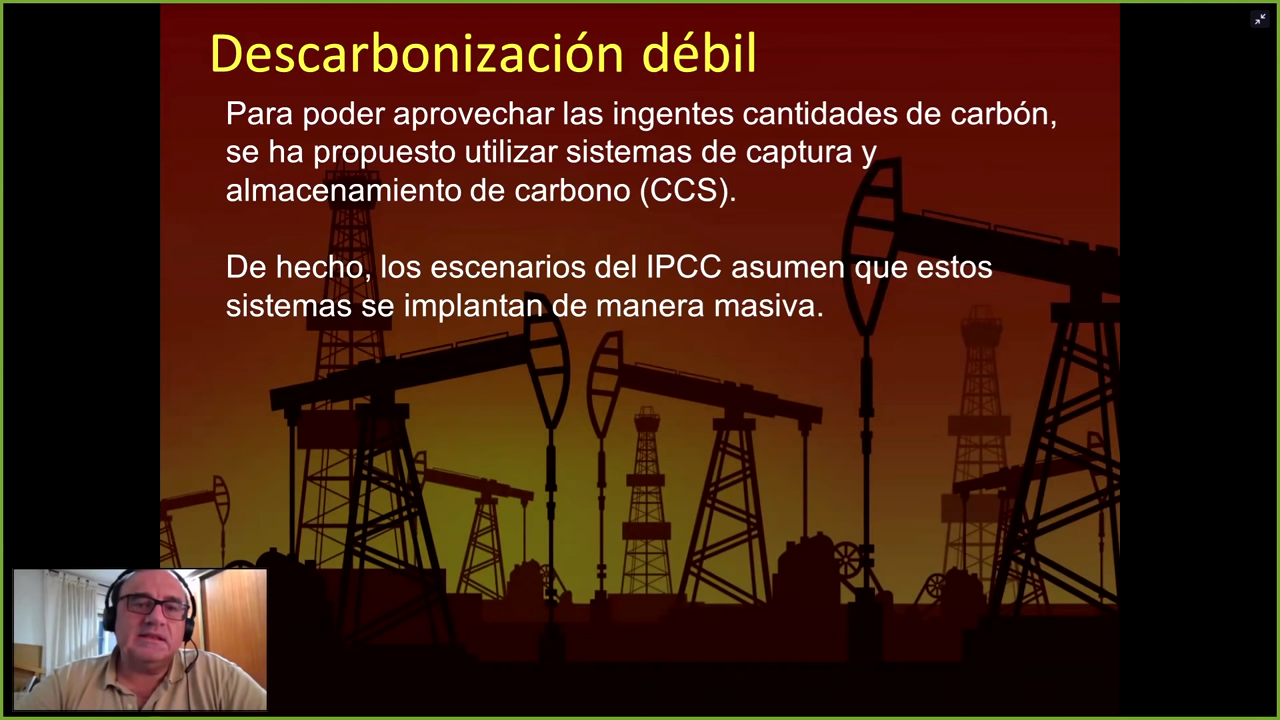 Descarbonización débil
Para poder aprovechar las ingentes cantidades de carbón,
se ha propuesto utilizar sistemas de captura y
almacenamiento de carbono (CCS).
De hecho, los escenarios del IPCC asumen que estos
sistemas se implantan de manera masiva.